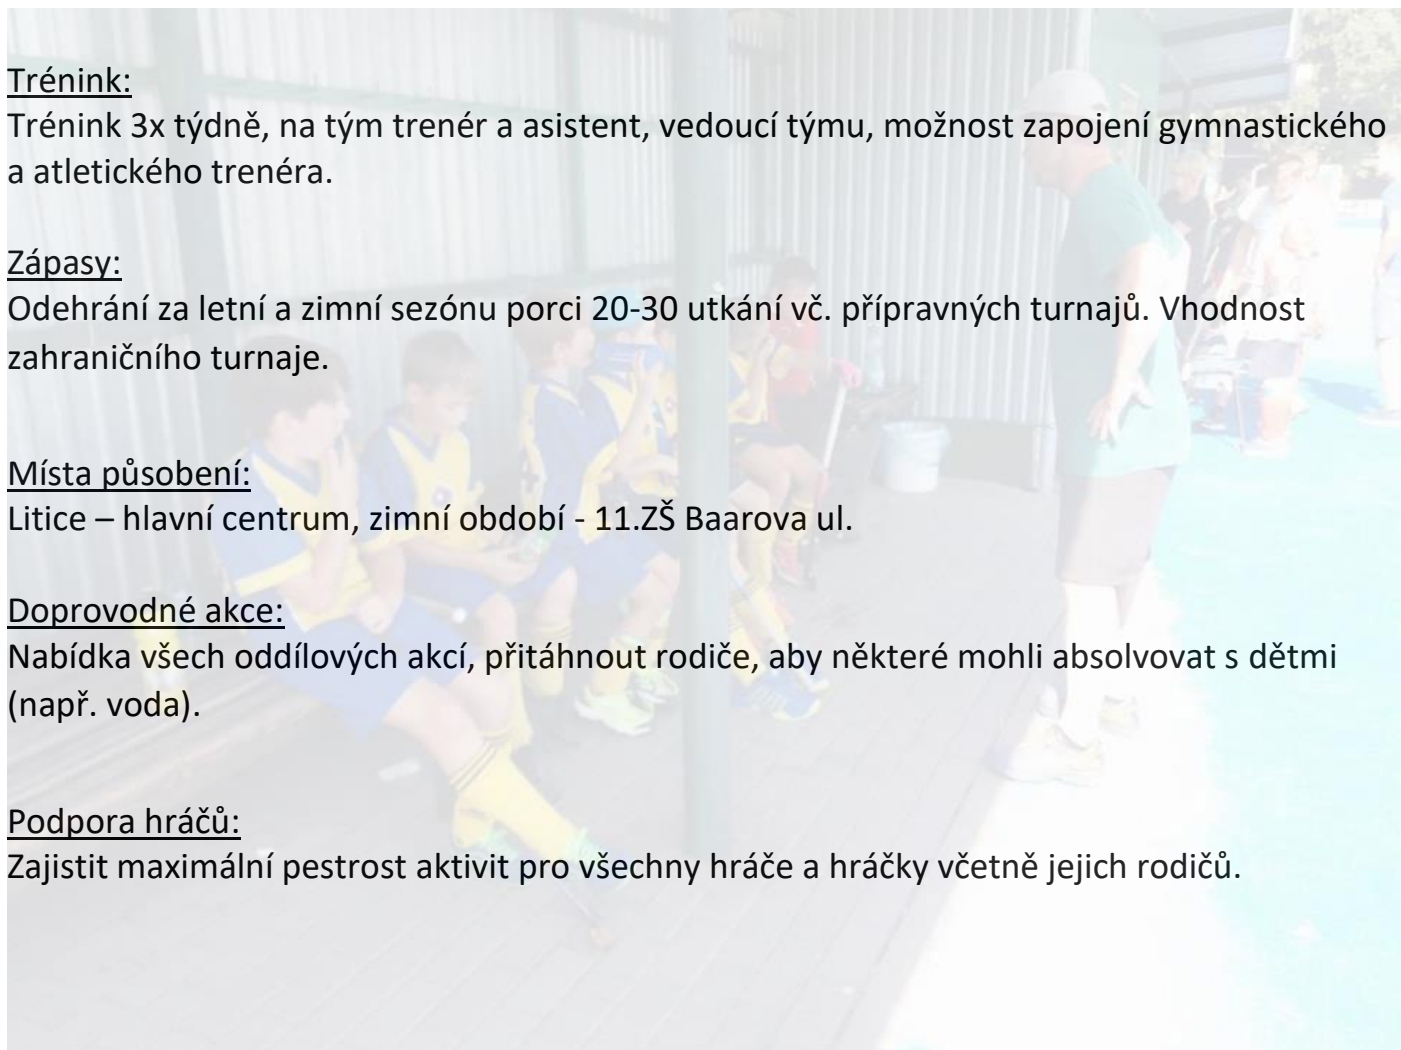 Trénink:
Trénink 3x týdně, na tým trenér a asistent, vedoucí týmu, možnost zapojení gymnastického
a atletického trenéra.
Zápasy:
Odehrání za letní a zimní sezónu porci 20-30 utkání vč. přípravných turnajů. Vhodnost
zahraničního turnaje.
Místa působení:
Litice – hlavní centrum, zimní období - 11.ZŠ Baarova ul.
Doprovodné akce:
Nabídka všech oddílových akcí, přitáhnout rodiče, aby některé mohli absolvovat s dětmi
(např. voda).
Podpora hráčů:
Zajistit maximální pestrost aktivit pro všechny hráče a hráčky včetně jejich rodičů.